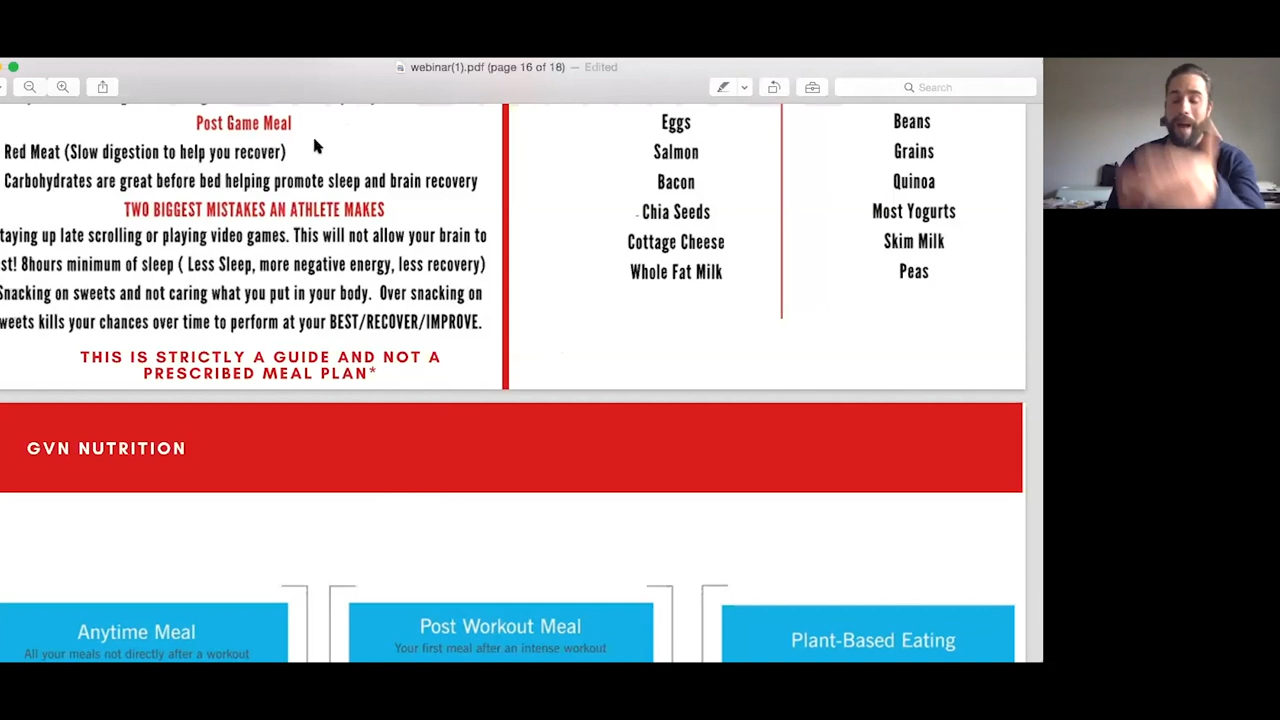 webinar(1).pdf (page 16 of 18) — Edited
Search
Post Game Meal
Red Meat (Slow digestion to help you recover)
Carbohydrates are great before bed helping promote sleep and brain recovery
TWO BIGGEST MISTAKES AN ATHLETE MAKES
taying up late scrolling or playing video games. This will not allow your brain to
est! 8hours minimum of sleep ( Less Sleep, more negative energy, less recovery)
Snacking on sweets and not caring what you put in your body. Over snacking on
weets kills your chances over time to perform at your BEST/RECOVER/IMPROVE.
THIS IS STRICTLY A GUIDE AND NOT A
PRESCRIBED MEAL PLAN*
Eggs
Salmon
Bacon
Chia Seeds
Cottage Cheese
Whole Fat Milk
Beans
Grains
Quinoa
Most Yogurts
Skim Milk
Peas
GVN NUTRITION
Anytime Meal
All your meals not directly after a workout
Post Workout Meal
Your first meal after an intense workout
Plant-Based Eating